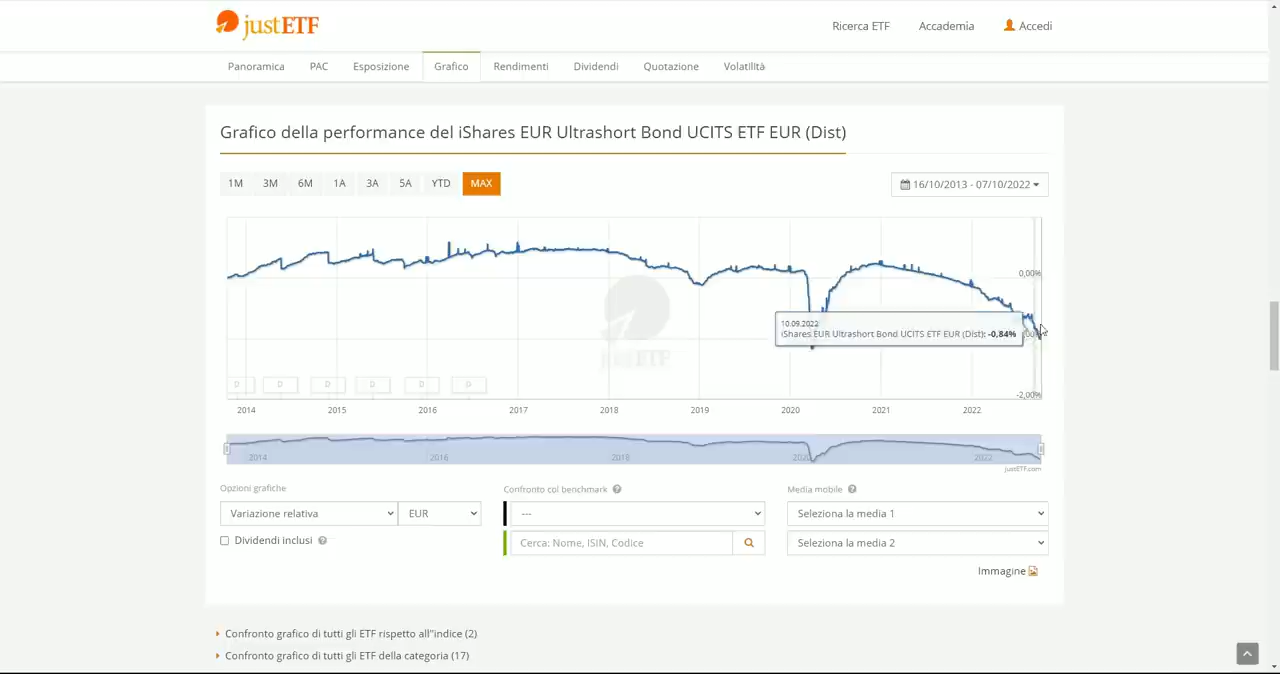 justETF
Ricerca ETF Accademia Accedi
Panoramica PAC Esposizione Grafico Rendimenti Dividendi Quotazione Volatilità
Grafico della performance del iShares EUR Ultrashort Bond UCITS ETF EUR (Dist)
1M 3M 6M 1A 3A 5A YTD MAX
16/10/2013 - 07/10/2022
0,00%
10.09.2022
iShares EUR Ultrashort Bond UCITS ETF EUR (Dist): -0,84%
justETF
D D D D D D
-2,00%
2014 2015 2016 2017 2018 2019 2020 2021 2022
2014 2016 2018 2020 2022
justETF.com
Opzioni grafiche Confronto col benchmark ? Media mobile ?
Variazione relativa EUR --- Seleziona la media 1
Dividendi inclusi ? Cerca: Nome, ISIN, Codice Seleziona la media 2
Immagine
Confronto grafico di tutti gli ETF rispetto all''indice (2)
Confronto grafico di tutti gli ETF della categoria (17)